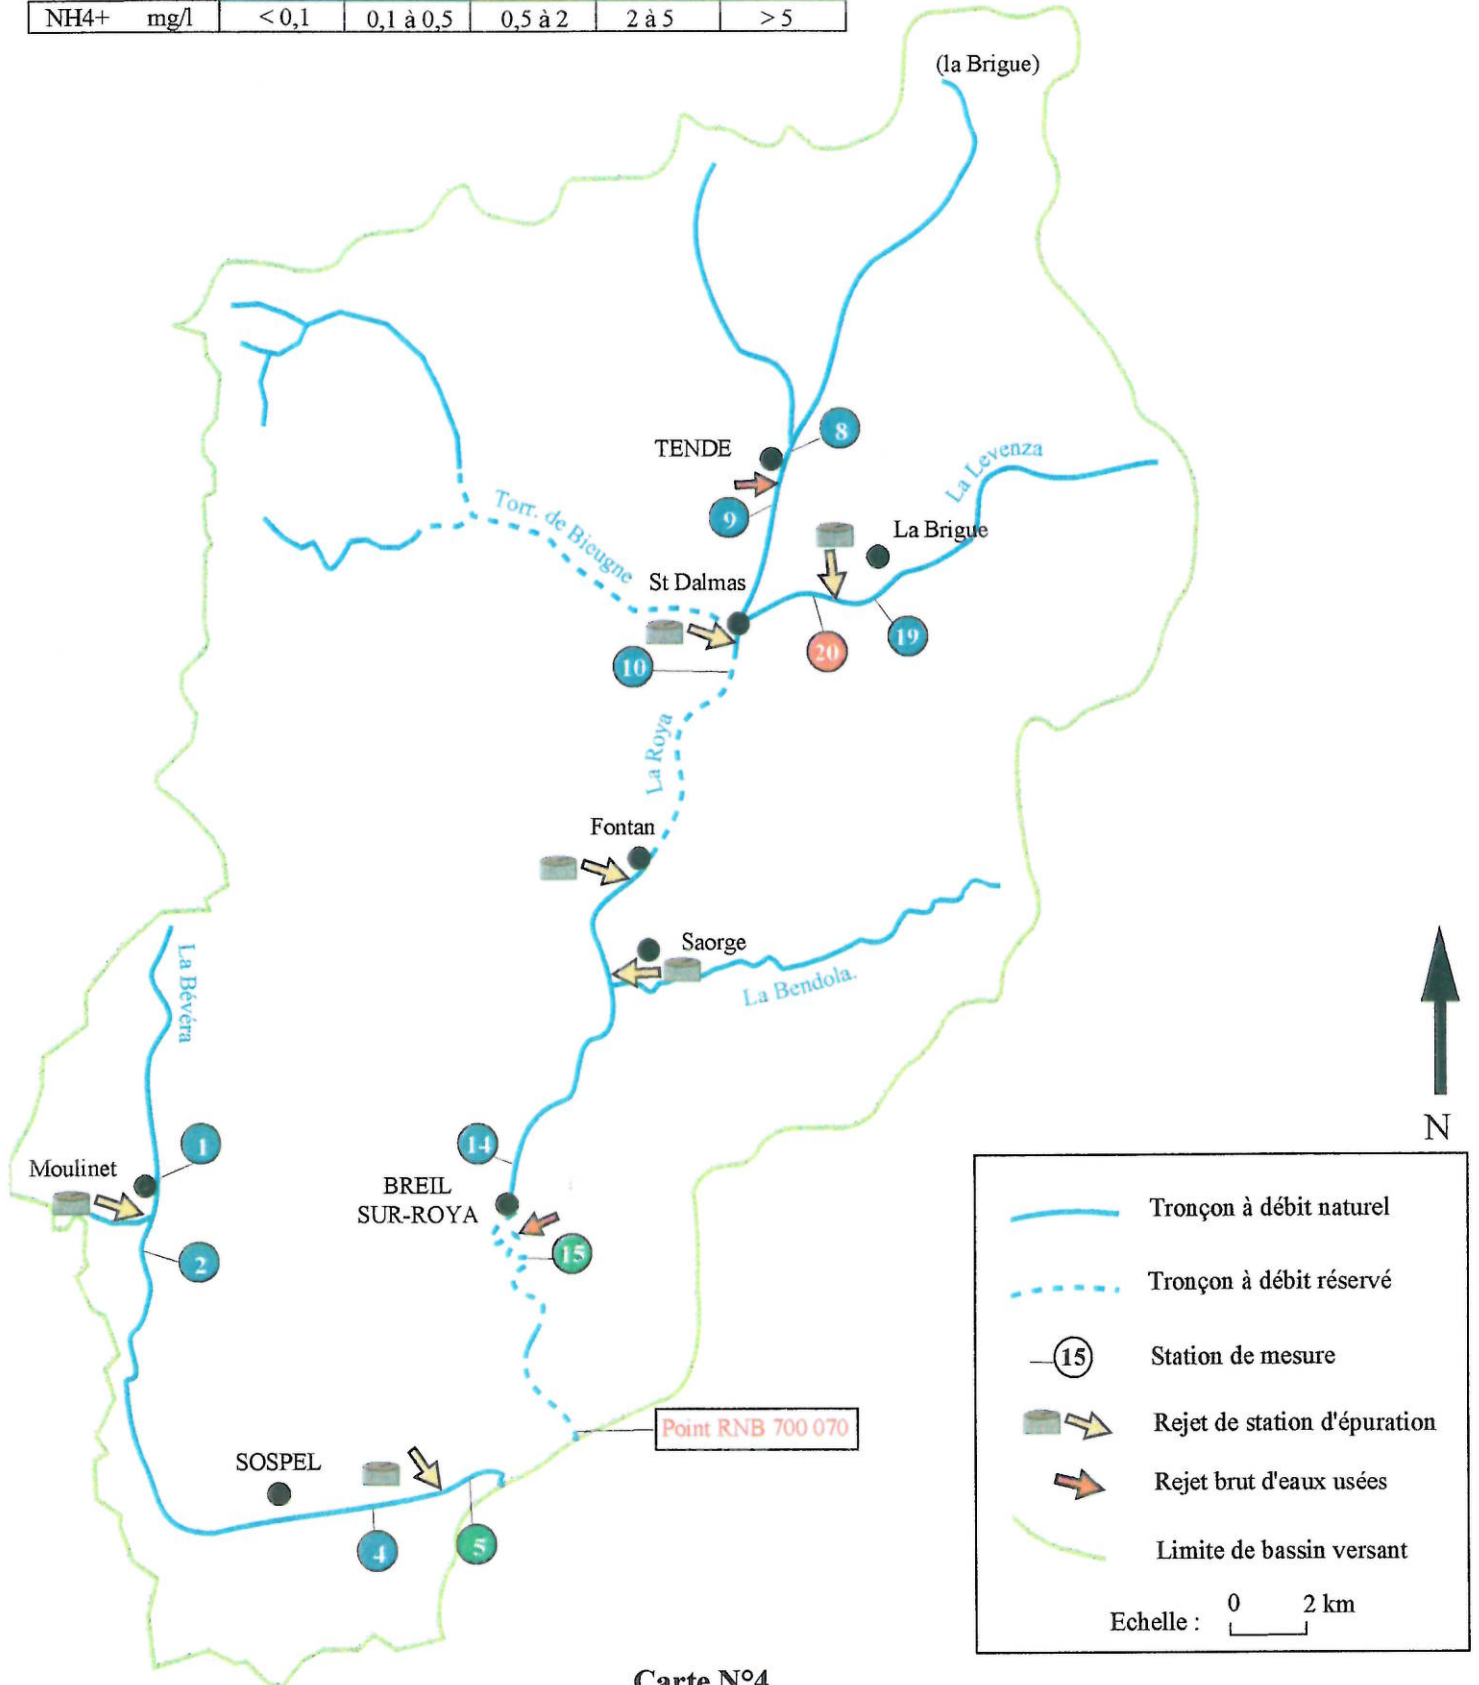 NH4+ mg/l < 0,1 0,1 à 0,5 0,5 à 2 2 à 5 > 5
(la Brigue)
8
TENDE
La Levenza
Torr. de Bieugne
9
La Brigue
St Dalmas
19
20
10
La Roya
Fontan
Saorge
La Bendola.
La Bévéra
N
1
14
Moulinet
BREIL
SUR-ROYA
15
2
Point RNB 700 070
SOSPEL
4
5
Tronçon à débit naturel
Tronçon à débit réservé
15 Station de mesure
Rejet de station d'épuration
Rejet brut d'eaux usées
Limite de bassin versant
Echelle : 0 2 km
Carte N°4